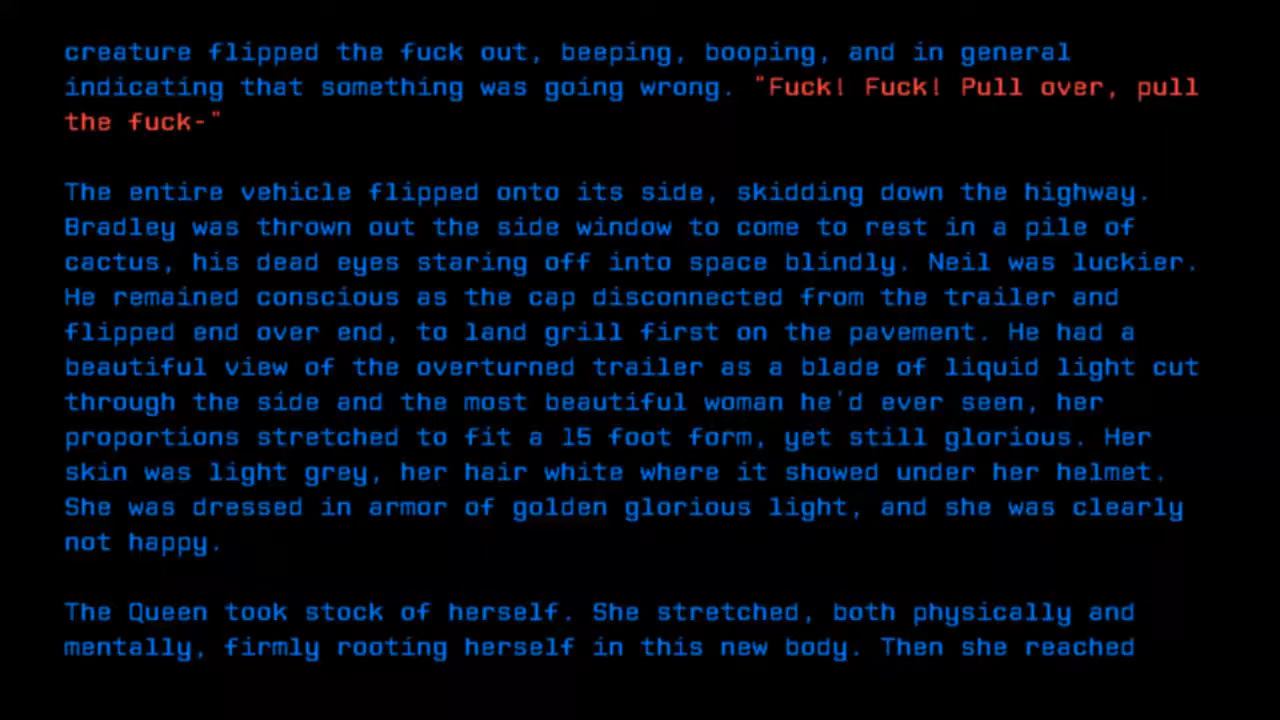 creature flipped the fuck out, beeping, booping, and in general
indicating that something was going wrong. "Fuck! Fuck! Pull over, pull
the fuck-"
The entire vehicle flipped onto its side, skidding down the highway.
Bradley was thrown out the side window to come to rest in a pile of
cactus, his dead eyes staring off into space blindly. Neil was luckier.
He remained conscious as the cap disconnected from the trailer and
flipped end over end, to land grill first on the pavement. He had a
beautiful view of the overturned trailer as a blade of liquid light cut
through the side and the most beautiful woman he'd ever seen, her
proportions stretched to fit a 15 foot form, yet still glorious. Her
skin was light grey, her hair white where it showed under her helmet.
She was dressed in armor of golden glorious light, and she was clearly
not happy.
The Queen took stock of herself. She stretched, both physically and
mentally, firmly rooting herself in this new body. Then she reached